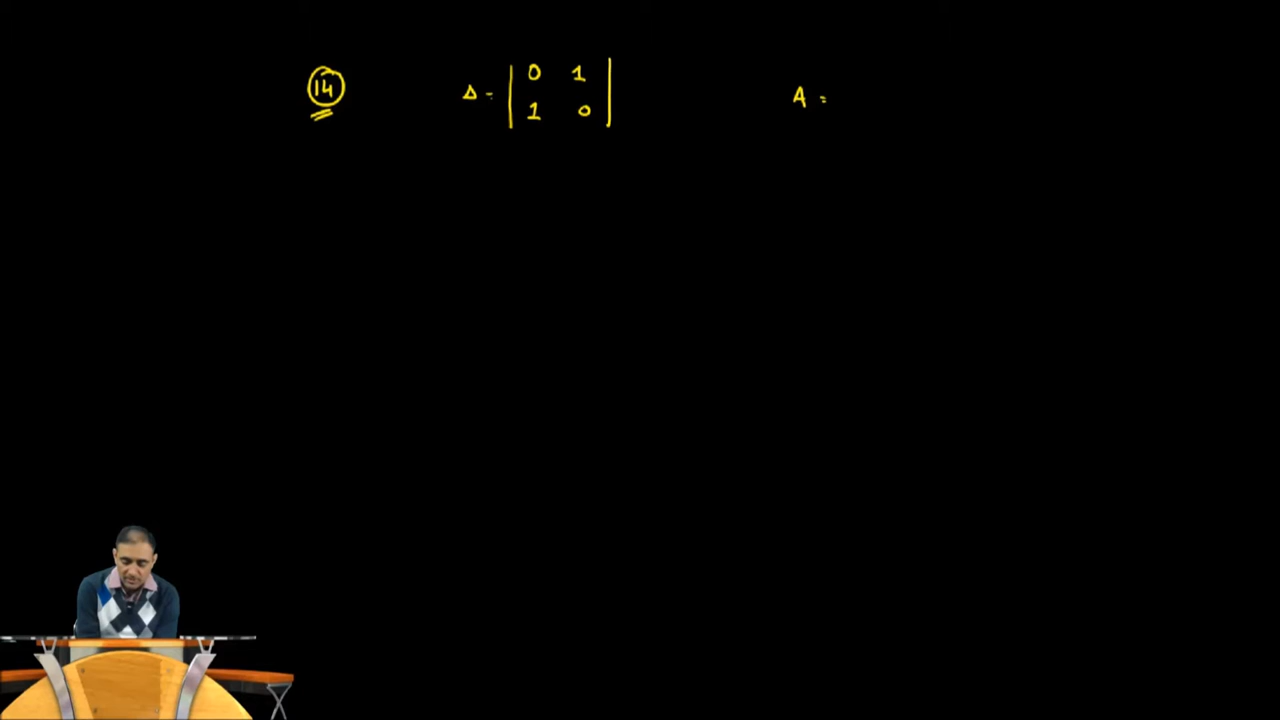 14 Δ = | 0 1 | A =
| 1 0 |